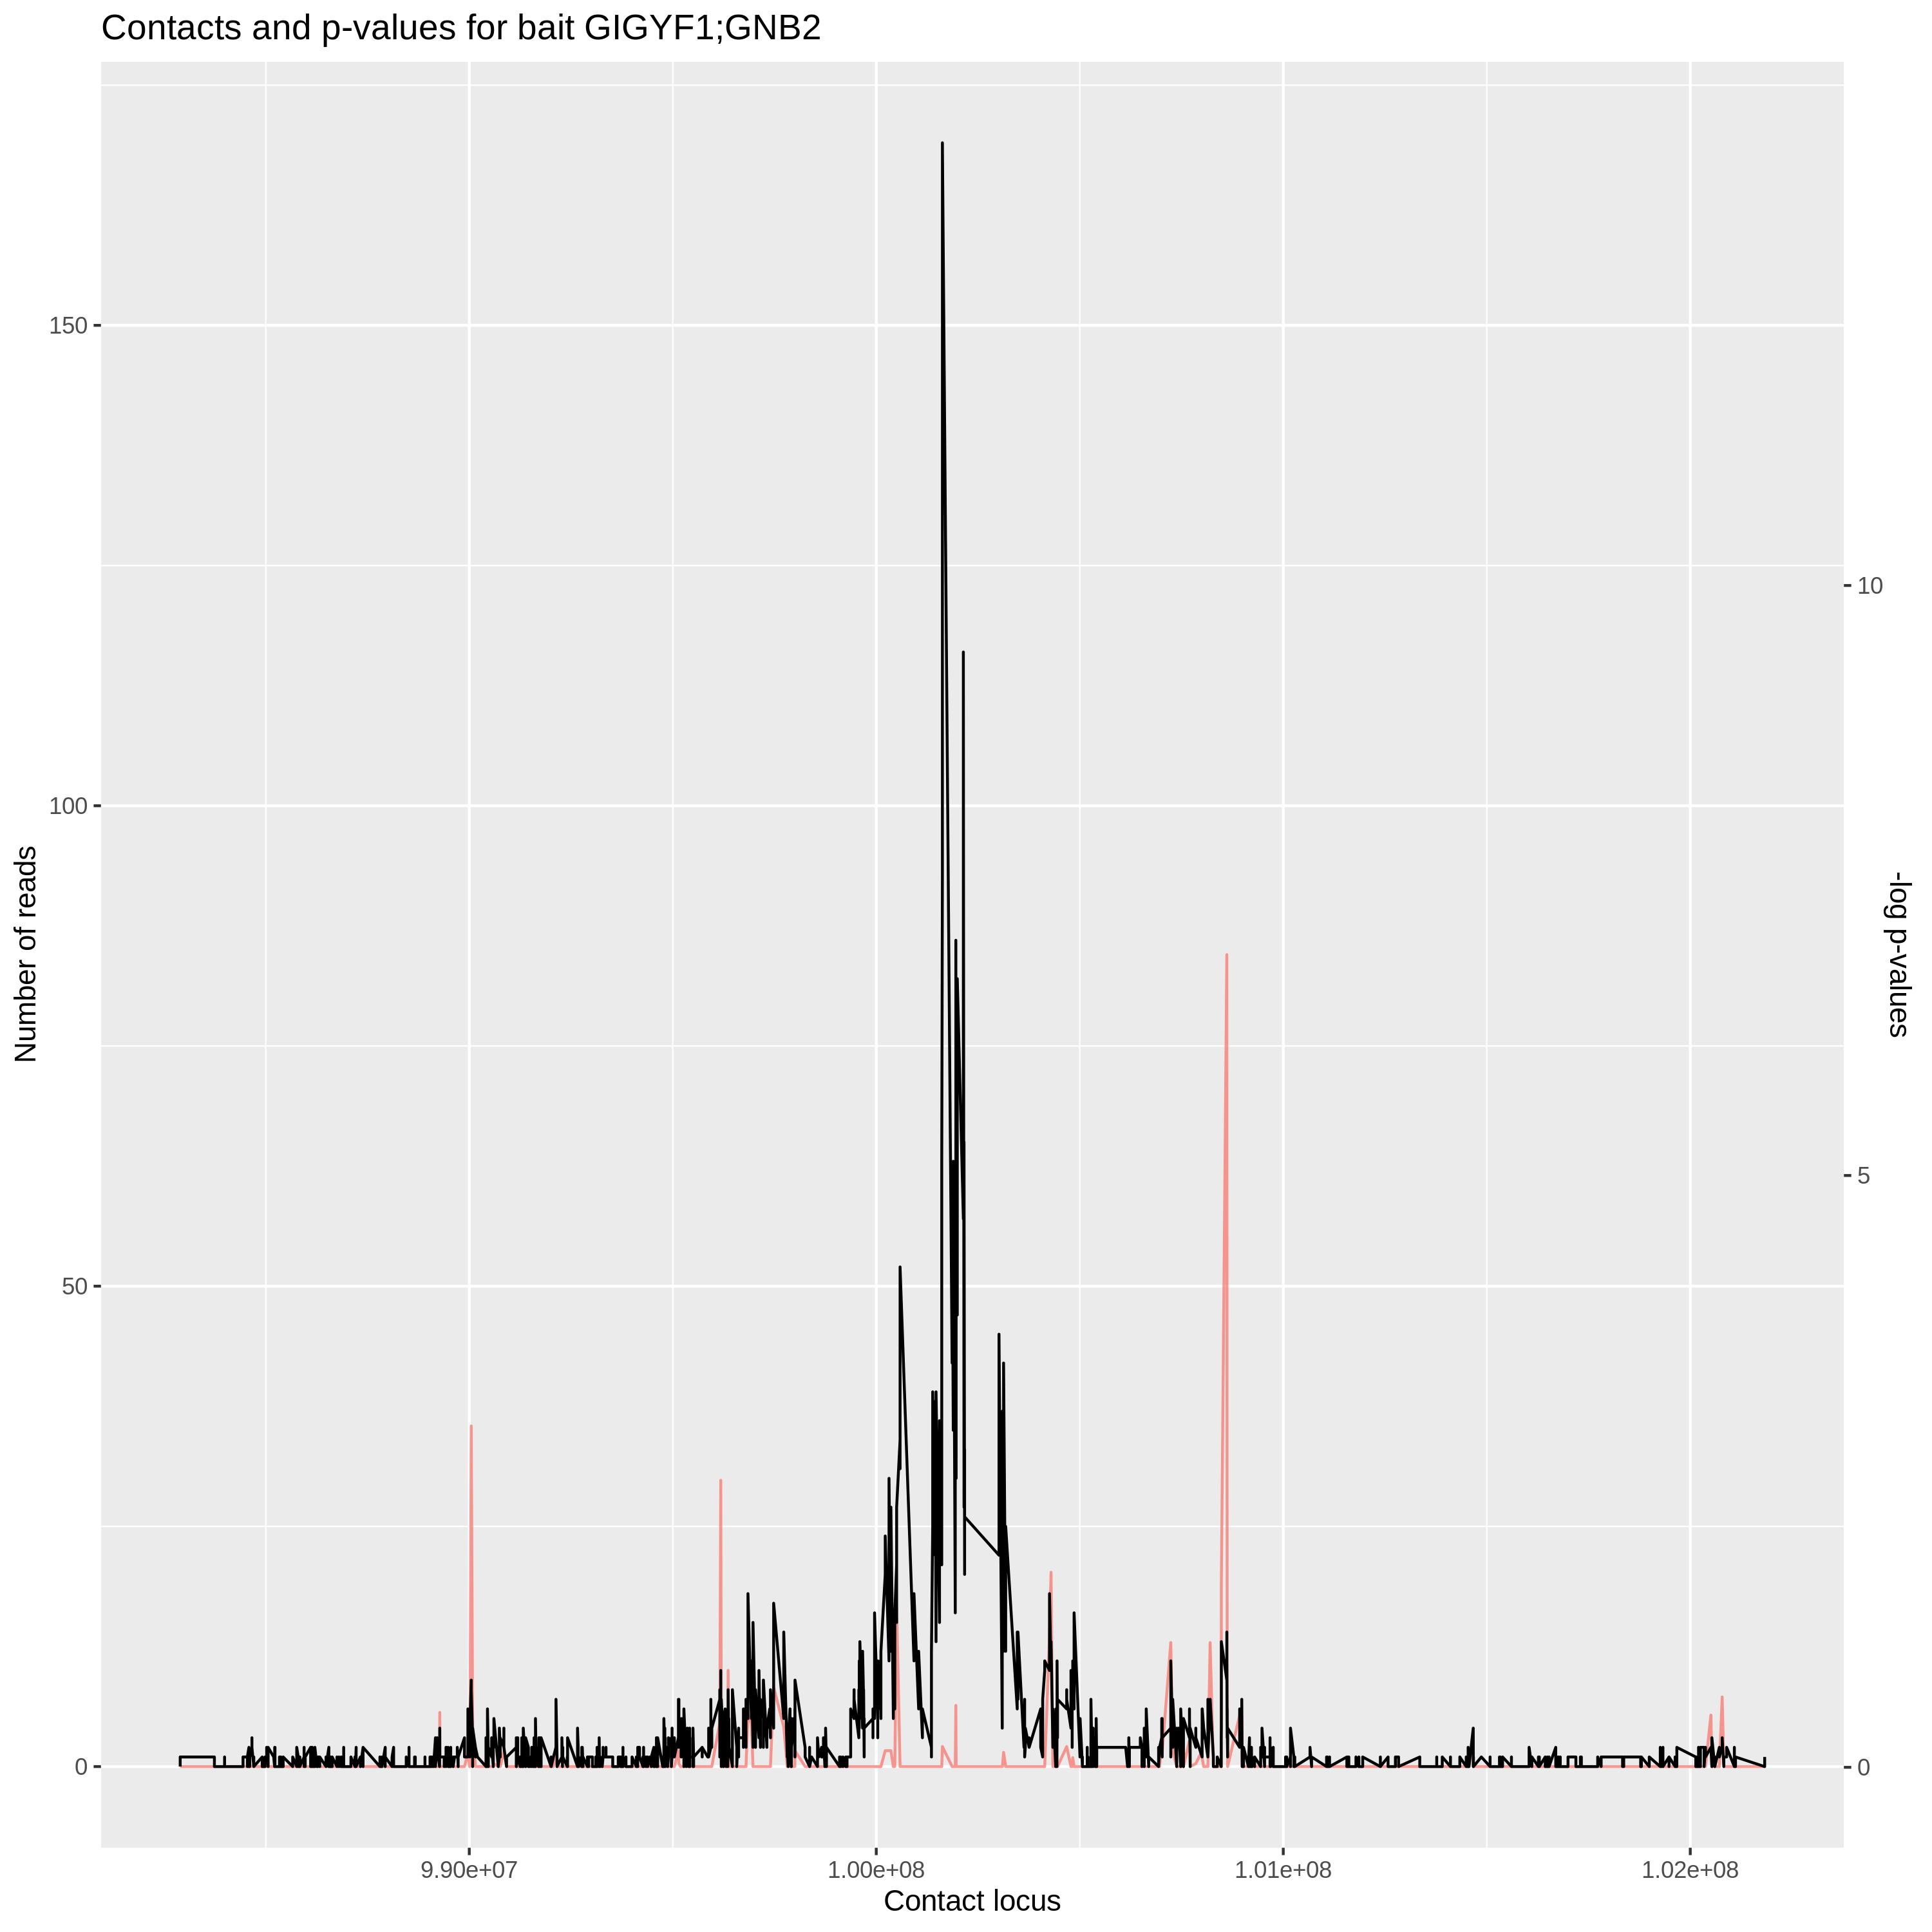 Contacts and p-values for bait GIGYF1;GNB2
150
100
50
0
Number of reads
10
5
0
-log p-values
9.90e+07
1.00e+08
1.01e+08
1.02e+08
Contact locus